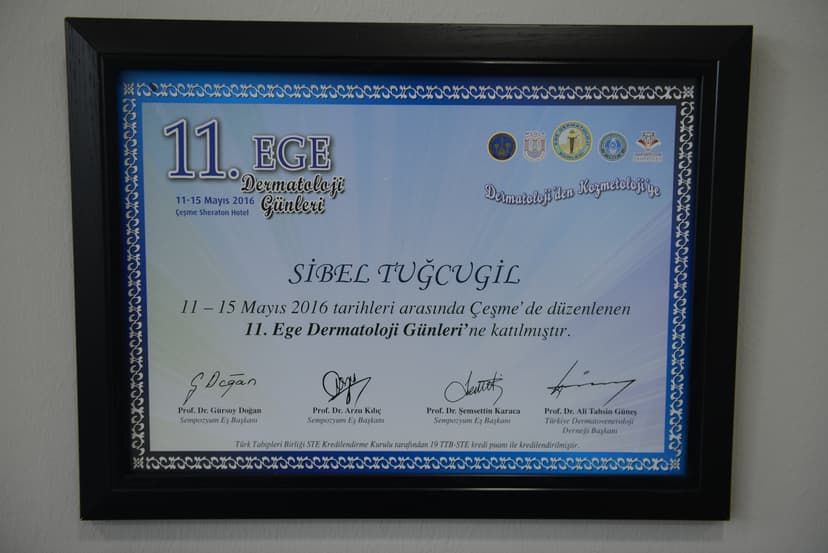 11. EGE
Dermatoloji
Günleri
11-15 Mayıs 2016
Çeşme Sheraton Hotel
Dermatoloji'den Kozmetoloji'ye
SİBEL TUĞCUGİL
11 – 15 Mayıs 2016 tarihleri arasında Çeşme'de düzenlenen
11. Ege Dermatoloji Günleri'ne katılmıştır.
G Doğan
Prof. Dr. Gürsoy Doğan
Sempozyum Eş Başkanı
Prof. Dr. Arzu Kılıç
Sempozyum Eş Başkanı
Prof. Dr. Şemsettin Karaca
Sempozyum Eş Başkanı
Prof. Dr. Ali Tahsin Güneş
Türkiye Dermatoveneroloji
Derneği Başkanı
Türk Tabipleri Birliği STE Kredilendirme Kurulu tarafından 19 TTB-STE kredi puanı ile kredilendirilmiştir.